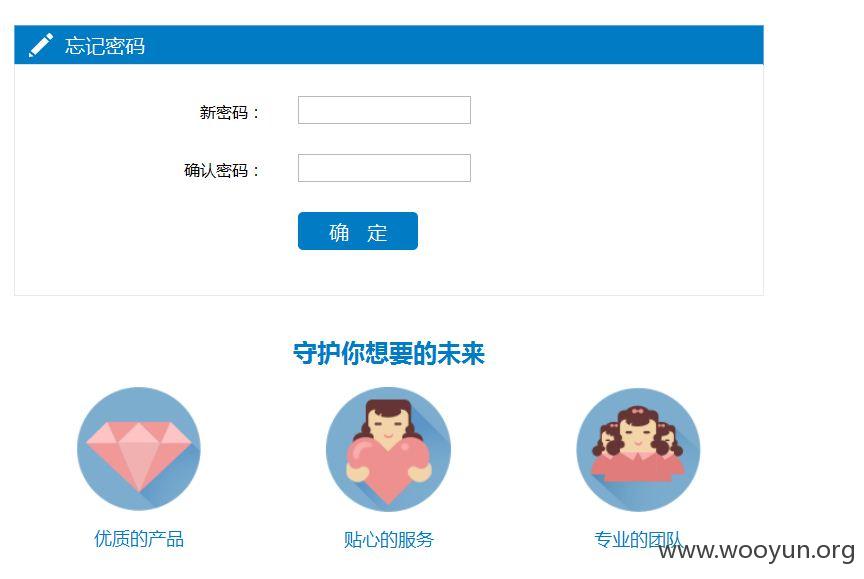 忘记密码
新密码：
确认密码：
确 定
守护你想要的未来
优质的产品
贴心的服务
专业的团队
www.wooyun.org